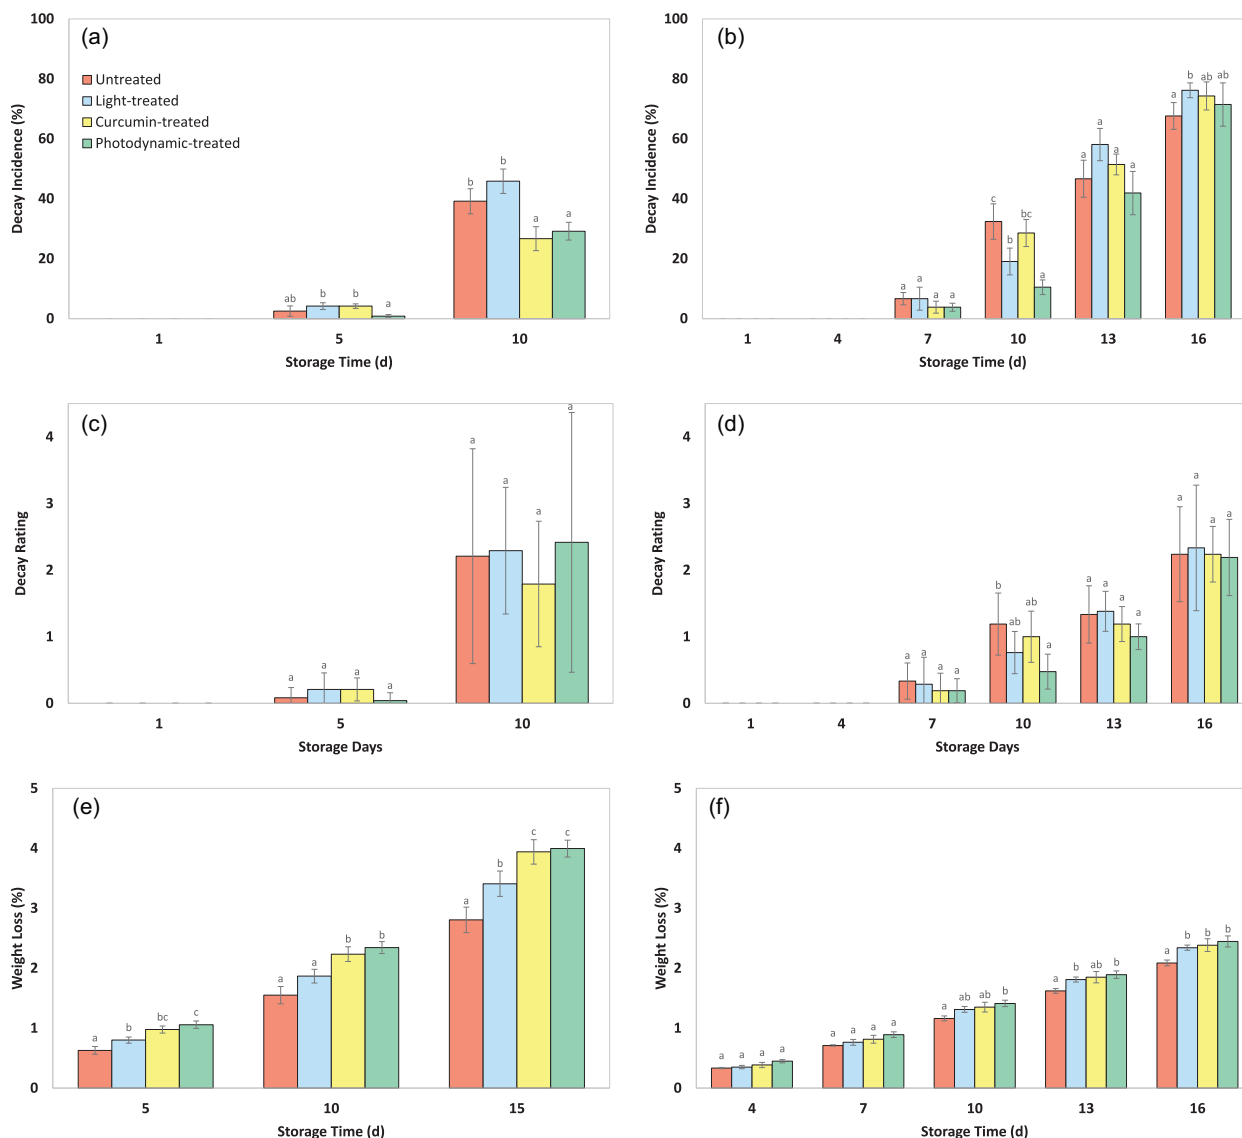 (a)
Untreated
Light-treated
Curcumin-treated
Photodynamic-treated
Decay Incidence (%)
100
80
60
40
20
0
ab b b a
b b a a
1 5 10
Storage Time (d)
(b)
Decay Incidence (%)
100
80
60
40
20
0
a a a a
c b bc a
a a a a
a b ab ab
1 4 7 10 13 16
Storage Time (d)
(c)
Decay Rating
4
3
2
1
0
a a a a
a a a a
1 5 10
Storage Days
(d)
Decay Rating
4
3
2
1
0
a a a a
b ab ab a
a a a a
a a a a
1 4 7 10 13 16
Storage Days
(e)
Weight Loss (%)
5
4
3
2
1
0
a b bc c
a a b b
a b c c
5 10 15
Storage Time (d)
(f)
Weight Loss (%)
5
4
3
2
1
0
a a a a
a a a a
a ab ab b
a b ab b
a b b b
4 7 10 13 16
Storage Time (d)